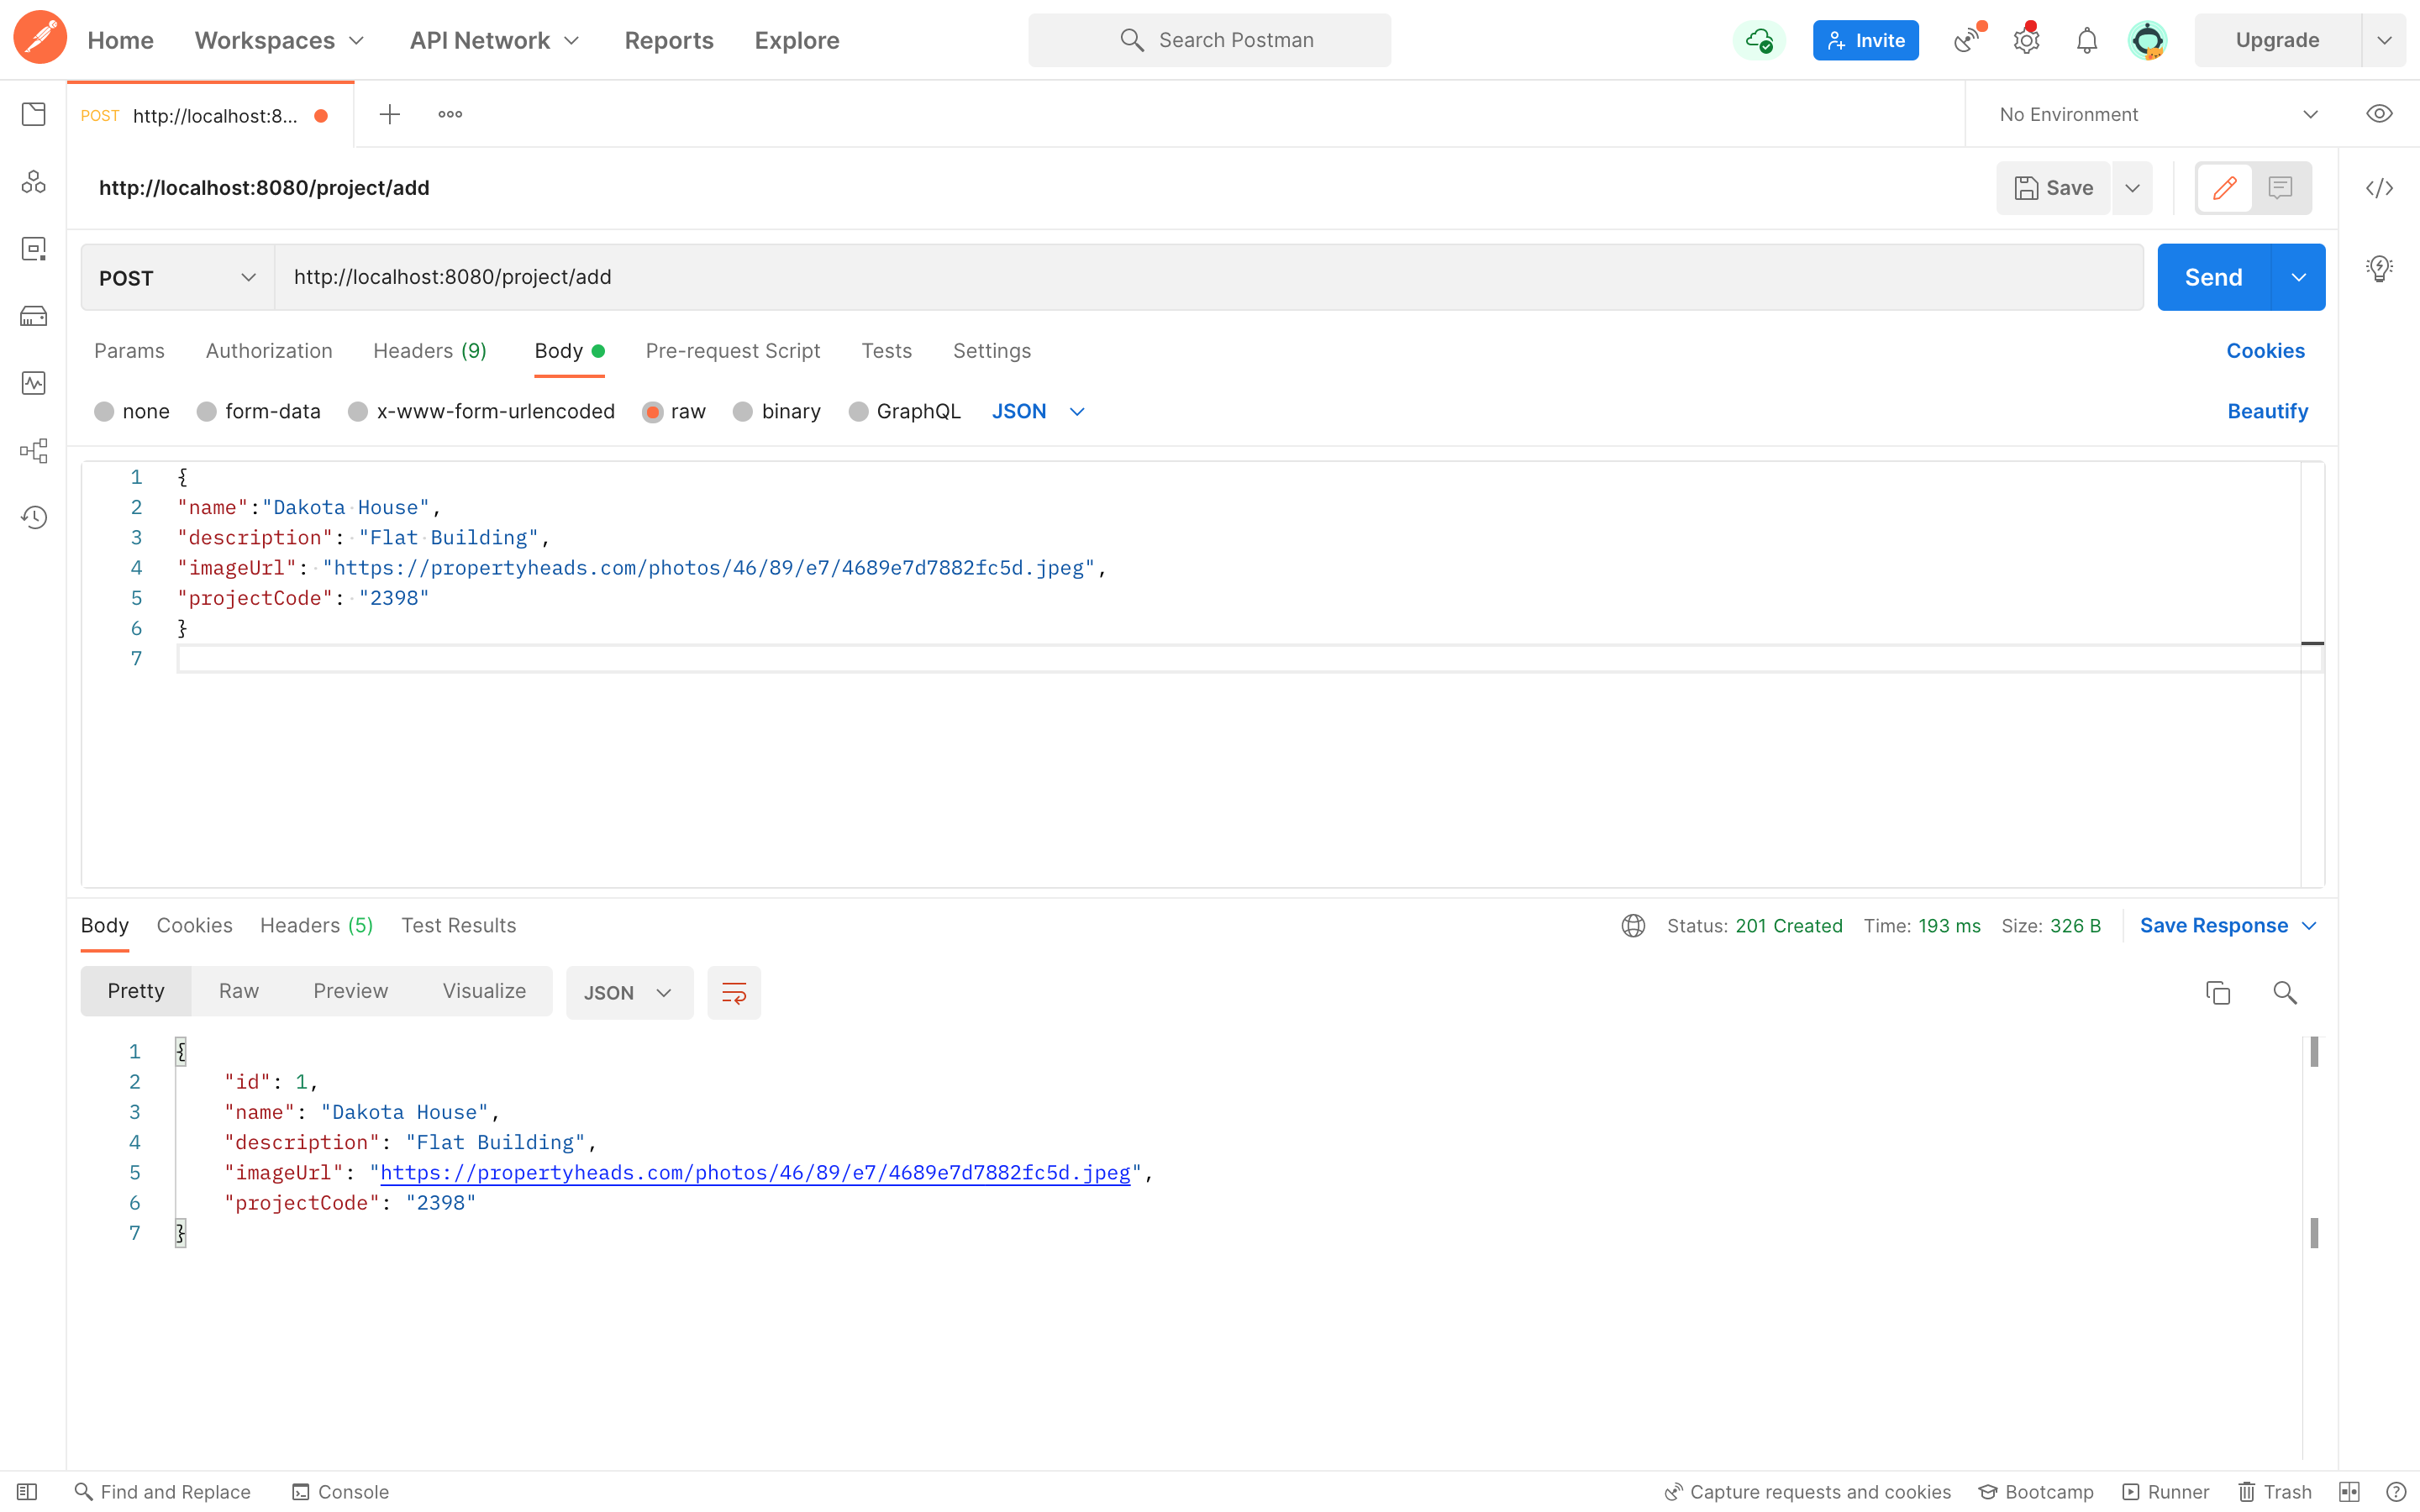 Home Workspaces API Network Reports Explore Search Postman Invite Upgrade
POST http://localhost:8... No Environment
http://localhost:8080/project/add Save
POST http://localhost:8080/project/add Send
Params Authorization Headers (9) Body Pre-request Script Tests Settings Cookies
none form-data x-www-form-urlencoded raw binary GraphQL JSON Beautify
1 {
2 "name":"Dakota House",
3 "description": "Flat Building",
4 "imageUrl": "https://propertyheads.com/photos/46/89/e7/4689e7d7882fc5d.jpeg",
5 "projectCode": "2398"
6 }
7
Body Cookies Headers (5) Test Results Status: 201 Created Time: 193 ms Size: 326 B Save Response
Pretty Raw Preview Visualize JSON
1 {
2 "id": 1,
3 "name": "Dakota House",
4 "description": "Flat Building",
5 "imageUrl": "https://propertyheads.com/photos/46/89/e7/4689e7d7882fc5d.jpeg",
6 "projectCode": "2398"
7 }
Find and Replace Console Capture requests and cookies Bootcamp Runner Trash